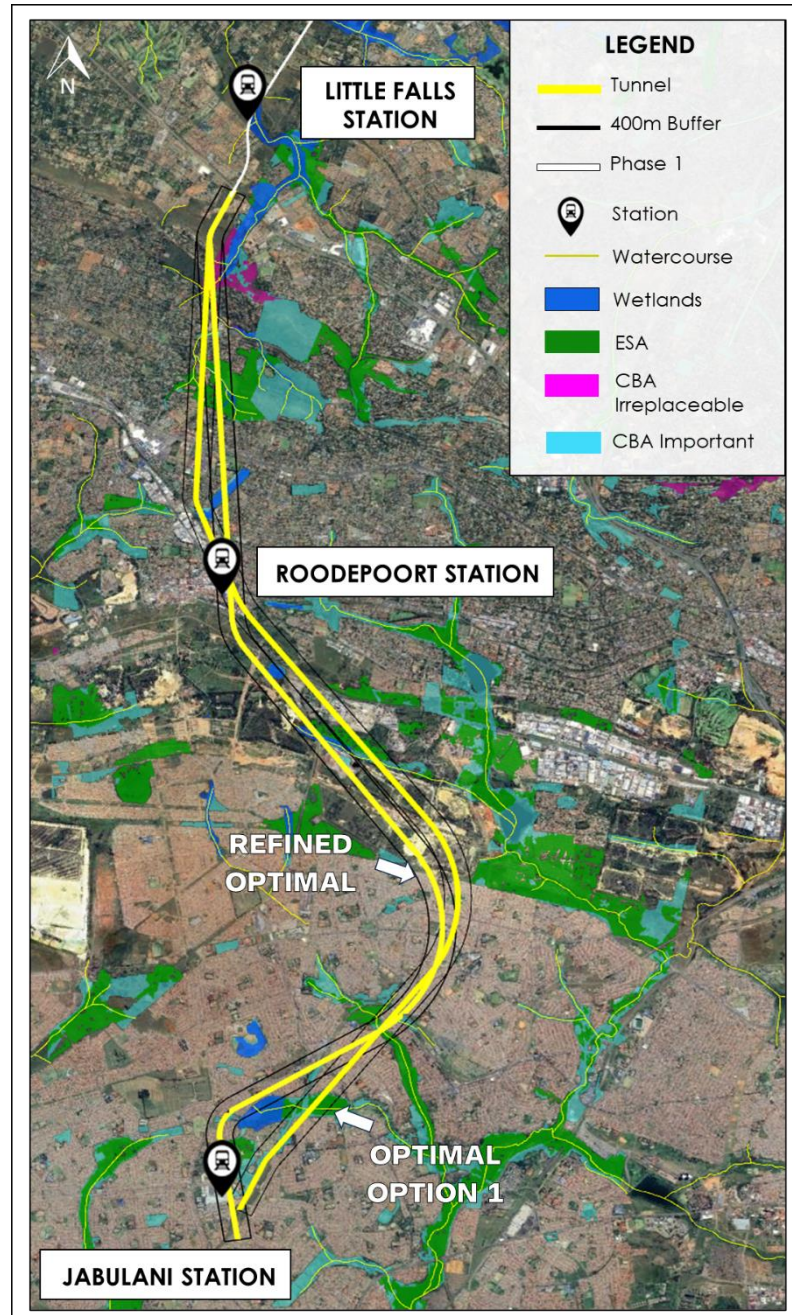 N
LITTLE FALLS
STATION
LEGEND
Tunnel
400m Buffer
Phase 1
Station
Watercourse
Wetlands
ESA
CBA
Irreplaceable
CBA Important
ROODEPOORT STATION
REFINED
OPTIMAL
OPTIMAL
OPTION 1
JABULANI STATION